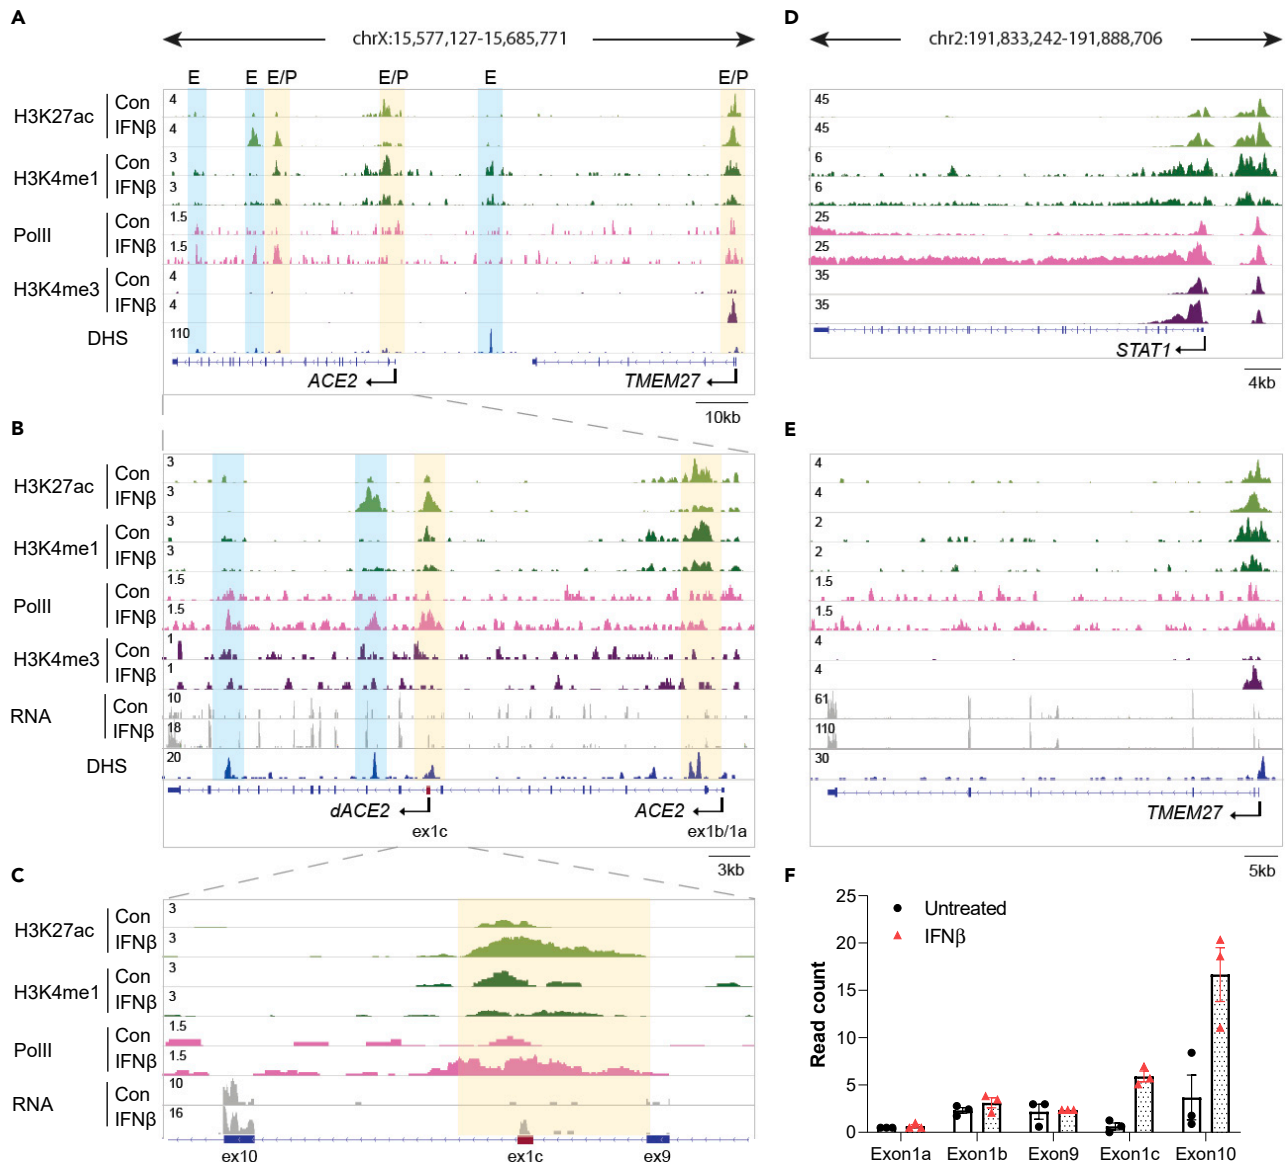 A
chrX:15,577,127-15,685,771
E E E/P E/P E E/P
H3K27ac
Con 4
IFNβ 4
H3K4me1
Con 3
IFNβ 3
PolII
Con 1.5
IFNβ 1.5
H3K4me3
Con 4
IFNβ 4
DHS 110
ACE2 TMEM27
10kb
B
H3K27ac
Con 3
IFNβ 3
H3K4me1
Con 3
IFNβ 3
PolII
Con 1.5
IFNβ 1.5
H3K4me3
Con 1
IFNβ 1
RNA
Con 10
IFNβ 18
DHS 20
dACE2 ACE2
ex1c ex1b/1a
3kb
C
H3K27ac
Con 3
IFNβ 3
H3K4me1
Con 3
IFNβ 3
PolII
Con 1.5
IFNβ 1.5
RNA
Con 10
IFNβ 16
ex10 ex1c ex9
D
chr2:191,833,242-191,888,706
45
45
6
6
25
25
35
35
STAT1
4kb
E
4
4
2
2
1.5
1.5
4
4
61
110
30
TMEM27
5kb
F
25
20
15
10
5
0
Read count
Untreated
IFNβ
Exon1a Exon1b Exon9 Exon1c Exon10